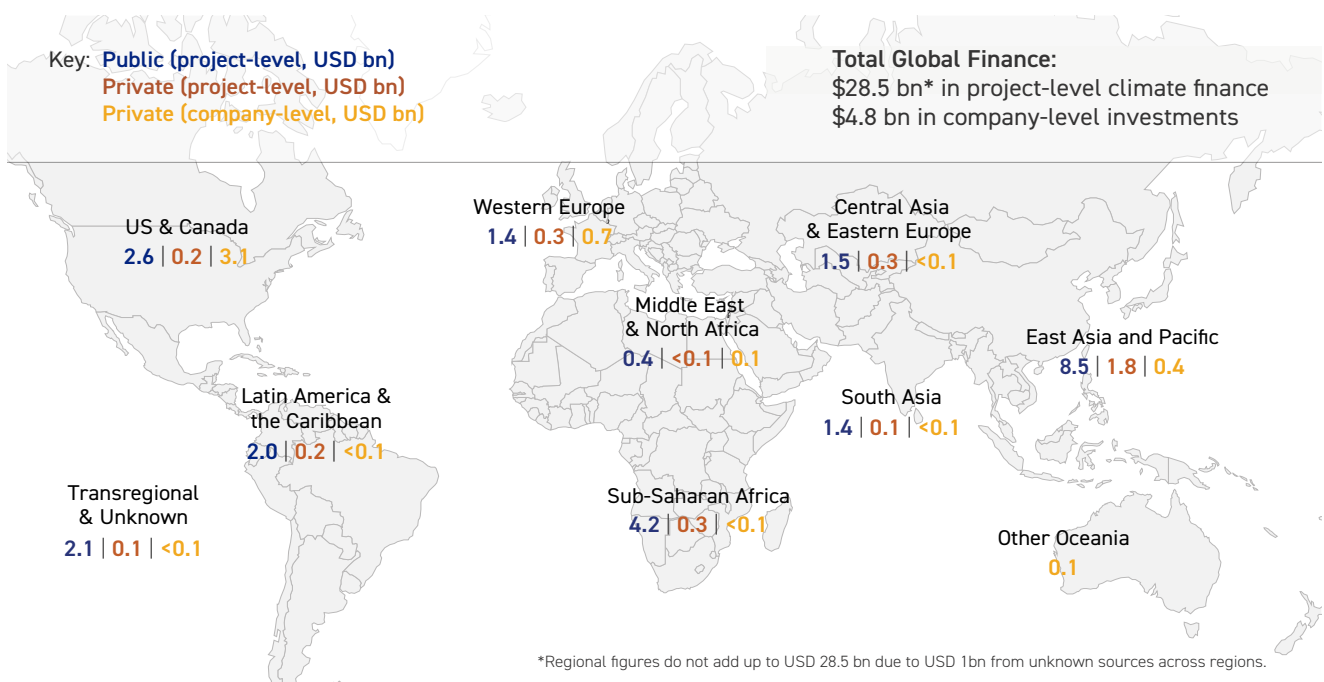 Key: Public (project-level, USD bn)
Private (project-level, USD bn)
Private (company-level, USD bn)
Total Global Finance:
$28.5 bn* in project-level climate finance
$4.8 bn in company-level investments
US & Canada
2.6 | 0.2 | 3.1
Western Europe
1.4 | 0.3 | 0.7
Central Asia
& Eastern Europe
1.5 | 0.3 | <0.1
Middle East
& North Africa
0.4 | <0.1 | 0.1
East Asia and Pacific
8.5 | 1.8 | 0.4
Latin America &
the Caribbean
2.0 | 0.2 | <0.1
South Asia
1.4 | 0.1 | <0.1
Transregional
& Unknown
2.1 | 0.1 | <0.1
Sub-Saharan Africa
4.2 | 0.3 | <0.1
Other Oceania
0.1
*Regional figures do not add up to USD 28.5 bn due to USD 1bn from unknown sources across regions.